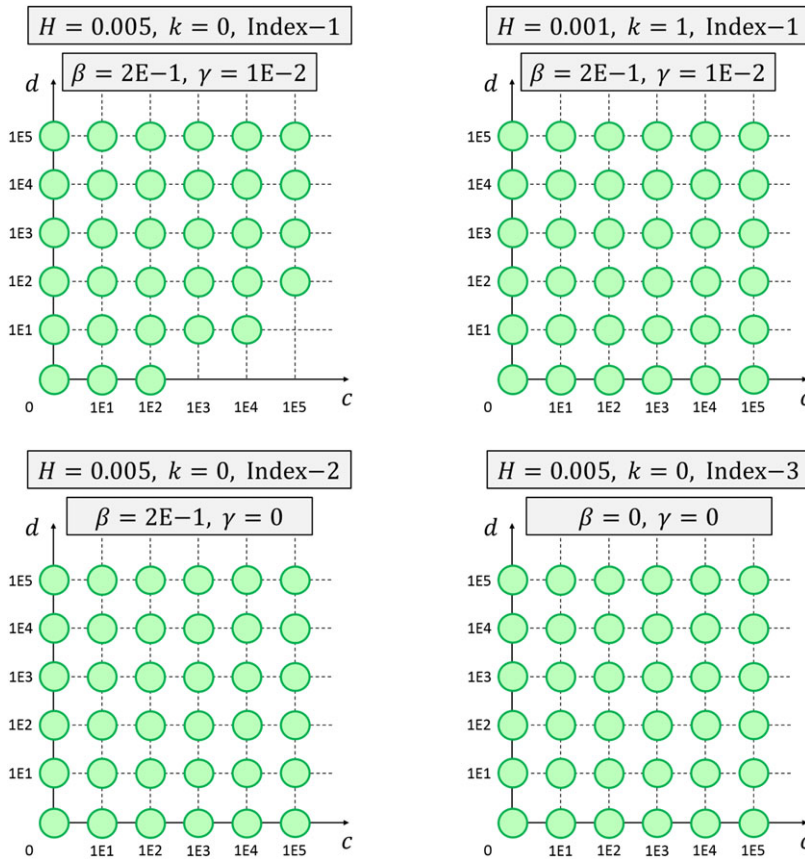 H = 0.005, k = 0, Index−1
β = 2E−1, γ = 1E−2
d
1E5
1E4
1E3
1E2
1E1
0 1E1 1E2 1E3 1E4 1E5 c
H = 0.001, k = 1, Index−1
β = 2E−1, γ = 1E−2
d
1E5
1E4
1E3
1E2
1E1
0 1E1 1E2 1E3 1E4 1E5 c
H = 0.005, k = 0, Index−2
β = 2E−1, γ = 0
d
1E5
1E4
1E3
1E2
1E1
0 1E1 1E2 1E3 1E4 1E5 c
H = 0.005, k = 0, Index−3
β = 0, γ = 0
d
1E5
1E4
1E3
1E2
1E1
0 1E1 1E2 1E3 1E4 1E5 c